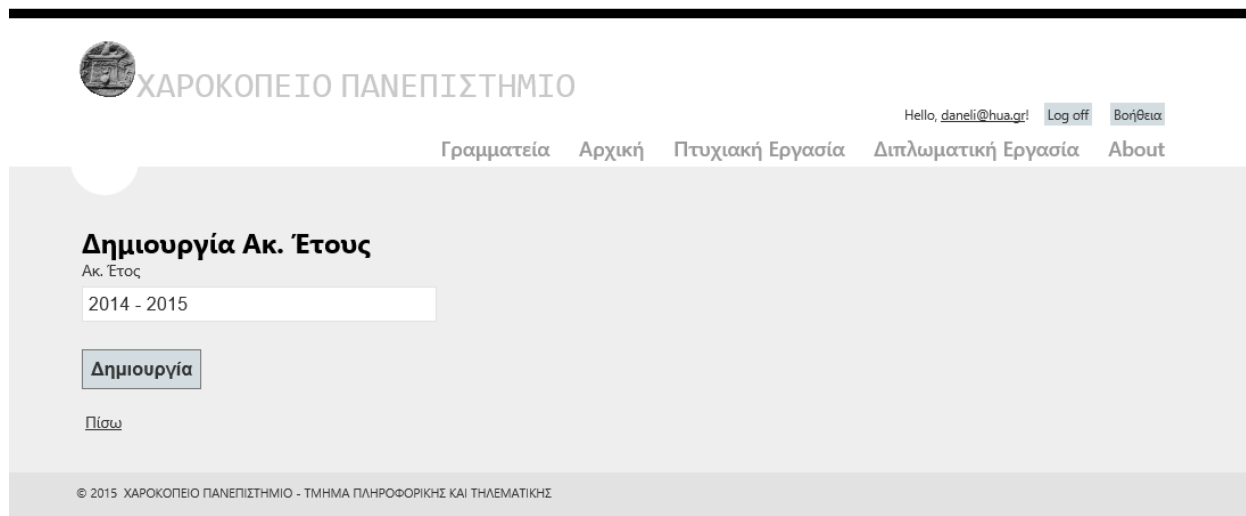 ΧΑΡΟΚΟΠΕΙΟ ΠΑΝΕΠΙΣΤΗΜΙΟ
Hello, daneli@hua.gr! Log off Βοήθεια
Γραμματεία Αρχική Πτυχιακή Εργασία Διπλωματική Εργασία About
Δημιουργία Ακ. Έτους
Ακ. Έτος
2014 - 2015
Δημιουργία
Πίσω
© 2015 ΧΑΡΟΚΟΠΕΙΟ ΠΑΝΕΠΙΣΤΗΜΙΟ - ΤΜΗΜΑ ΠΛΗΡΟΦΟΡΙΚΗΣ ΚΑΙ ΤΗΛΕΜΑΤΙΚΗΣ